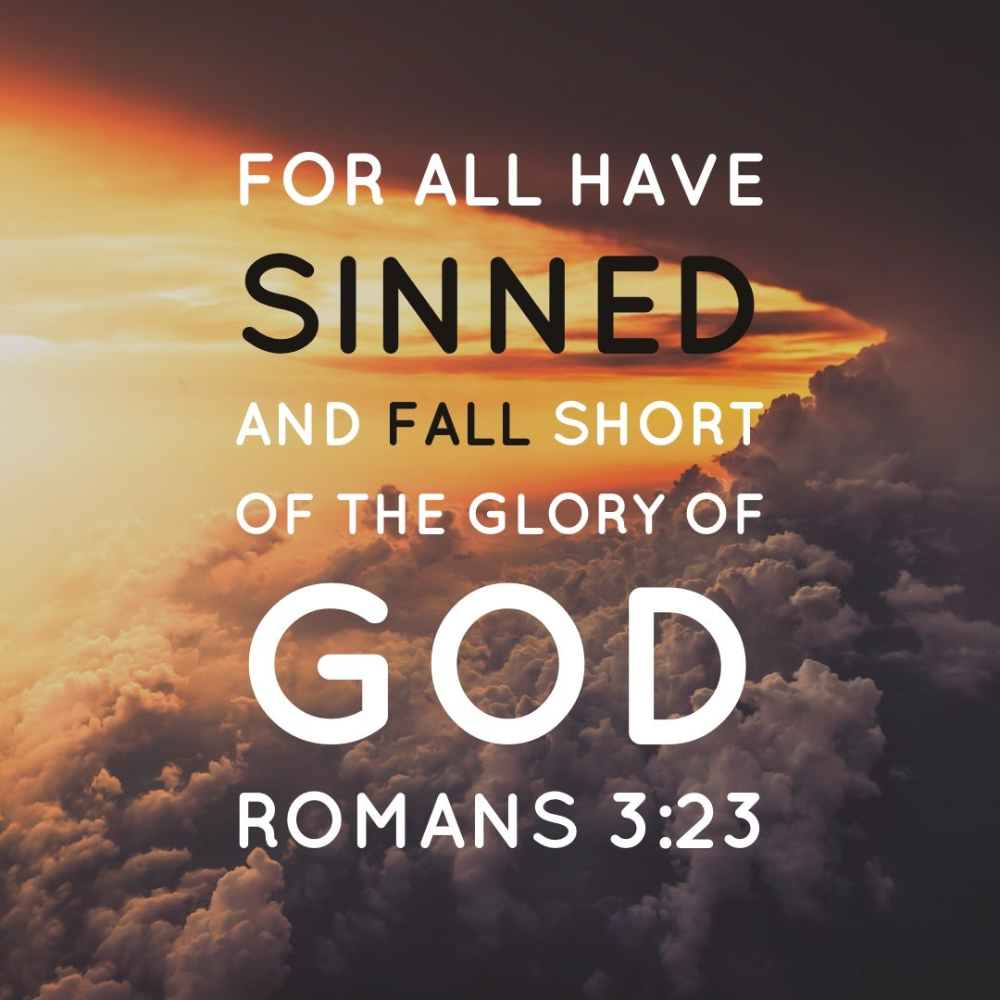 FOR ALL HAVE
SINNED
AND FALL SHORT
OF THE GLORY OF
GOD
ROMANS 3:23